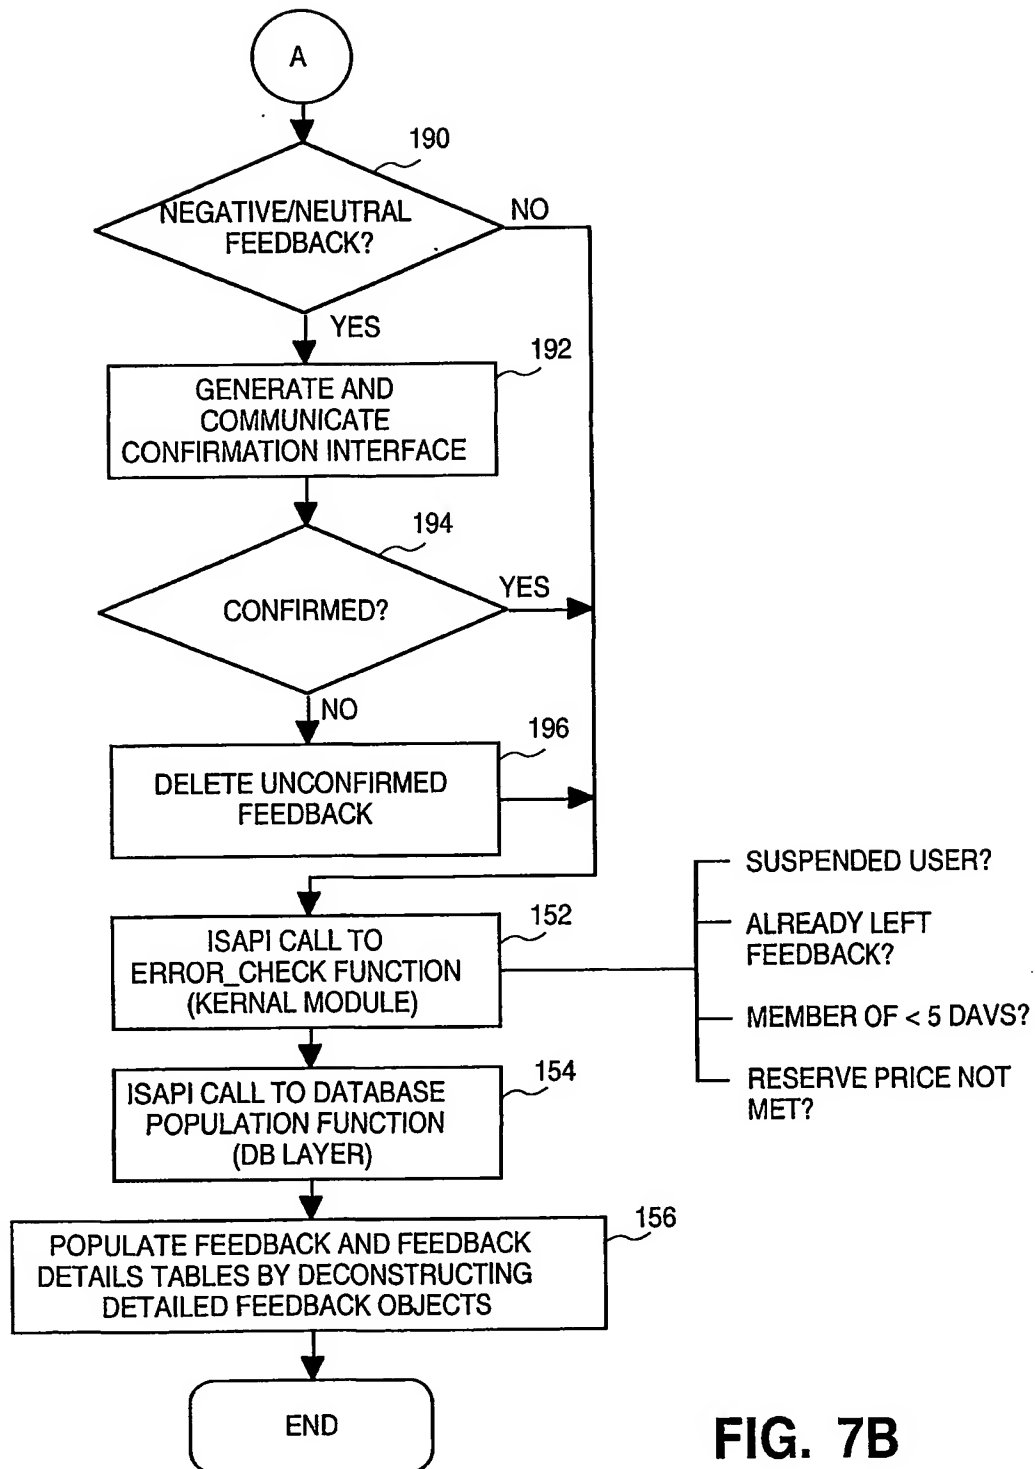 A
190
NEGATIVE/NEUTRAL
FEEDBACK?
NO
YES
192
GENERATE AND
COMMUNICATE
CONFIRMATION INTERFACE
194
CONFIRMED?
YES
NO
196
DELETE UNCONFIRMED
FEEDBACK
152
ISAPI CALL TO
ERROR_CHECK FUNCTION
(KERNAL MODULE)
SUSPENDED USER?
ALREADY LEFT
FEEDBACK?
MEMBER OF < 5 DAVS?
RESERVE PRICE NOT
MET?
154
ISAPI CALL TO DATABASE
POPULATION FUNCTION
(DB LAYER)
156
POPULATE FEEDBACK AND FEEDBACK
DETAILS TABLES BY DECONSTRUCTING
DETAILED FEEDBACK OBJECTS
END
FIG. 7B